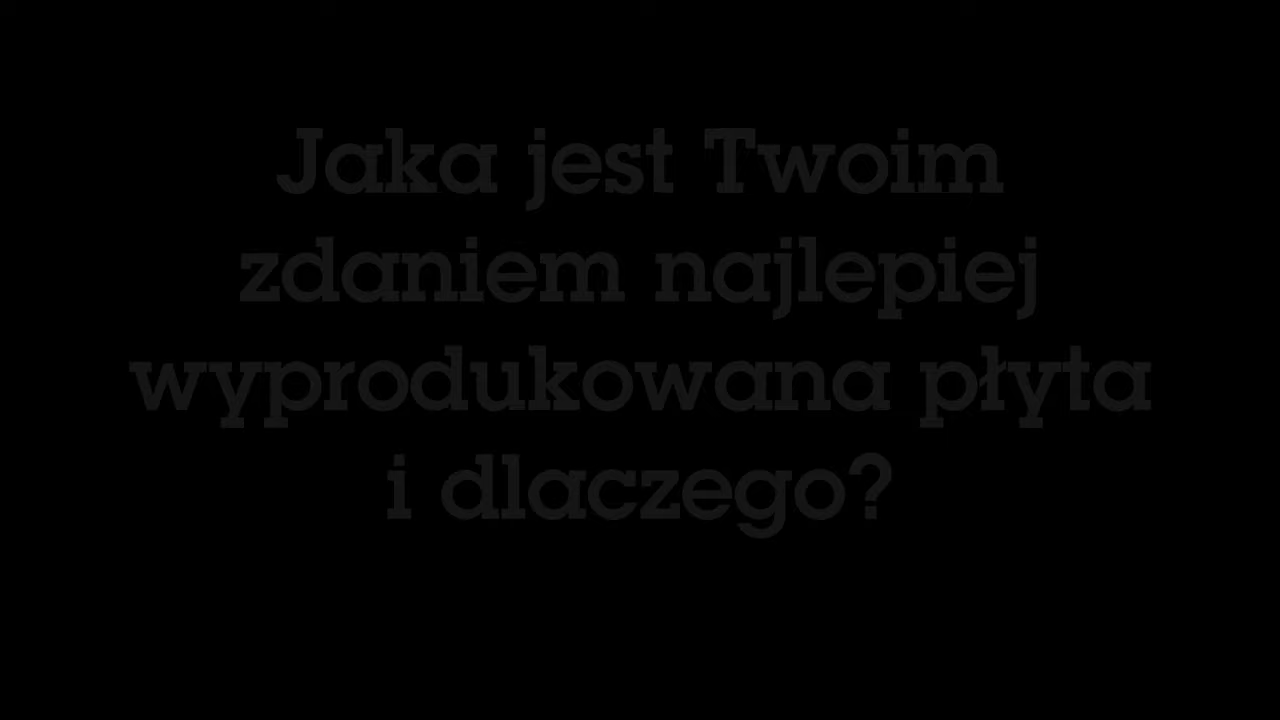 Jaka jest Twoim
zdaniem najlepiej
wyprodukowana płyta
i dlaczego?